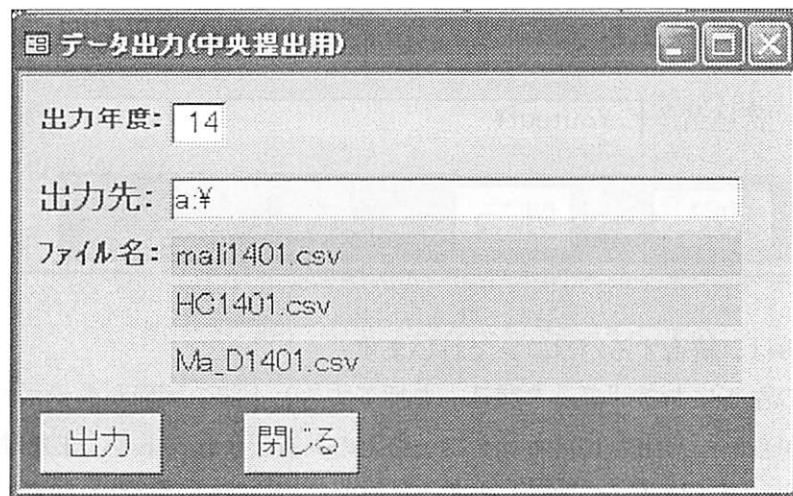 データ出力(中央提出用)
出力年度: 14
出力先: a:¥
ファイル名: mali1401.csv
HC1401.csv
Ma_D1401.csv
出力 閉じる